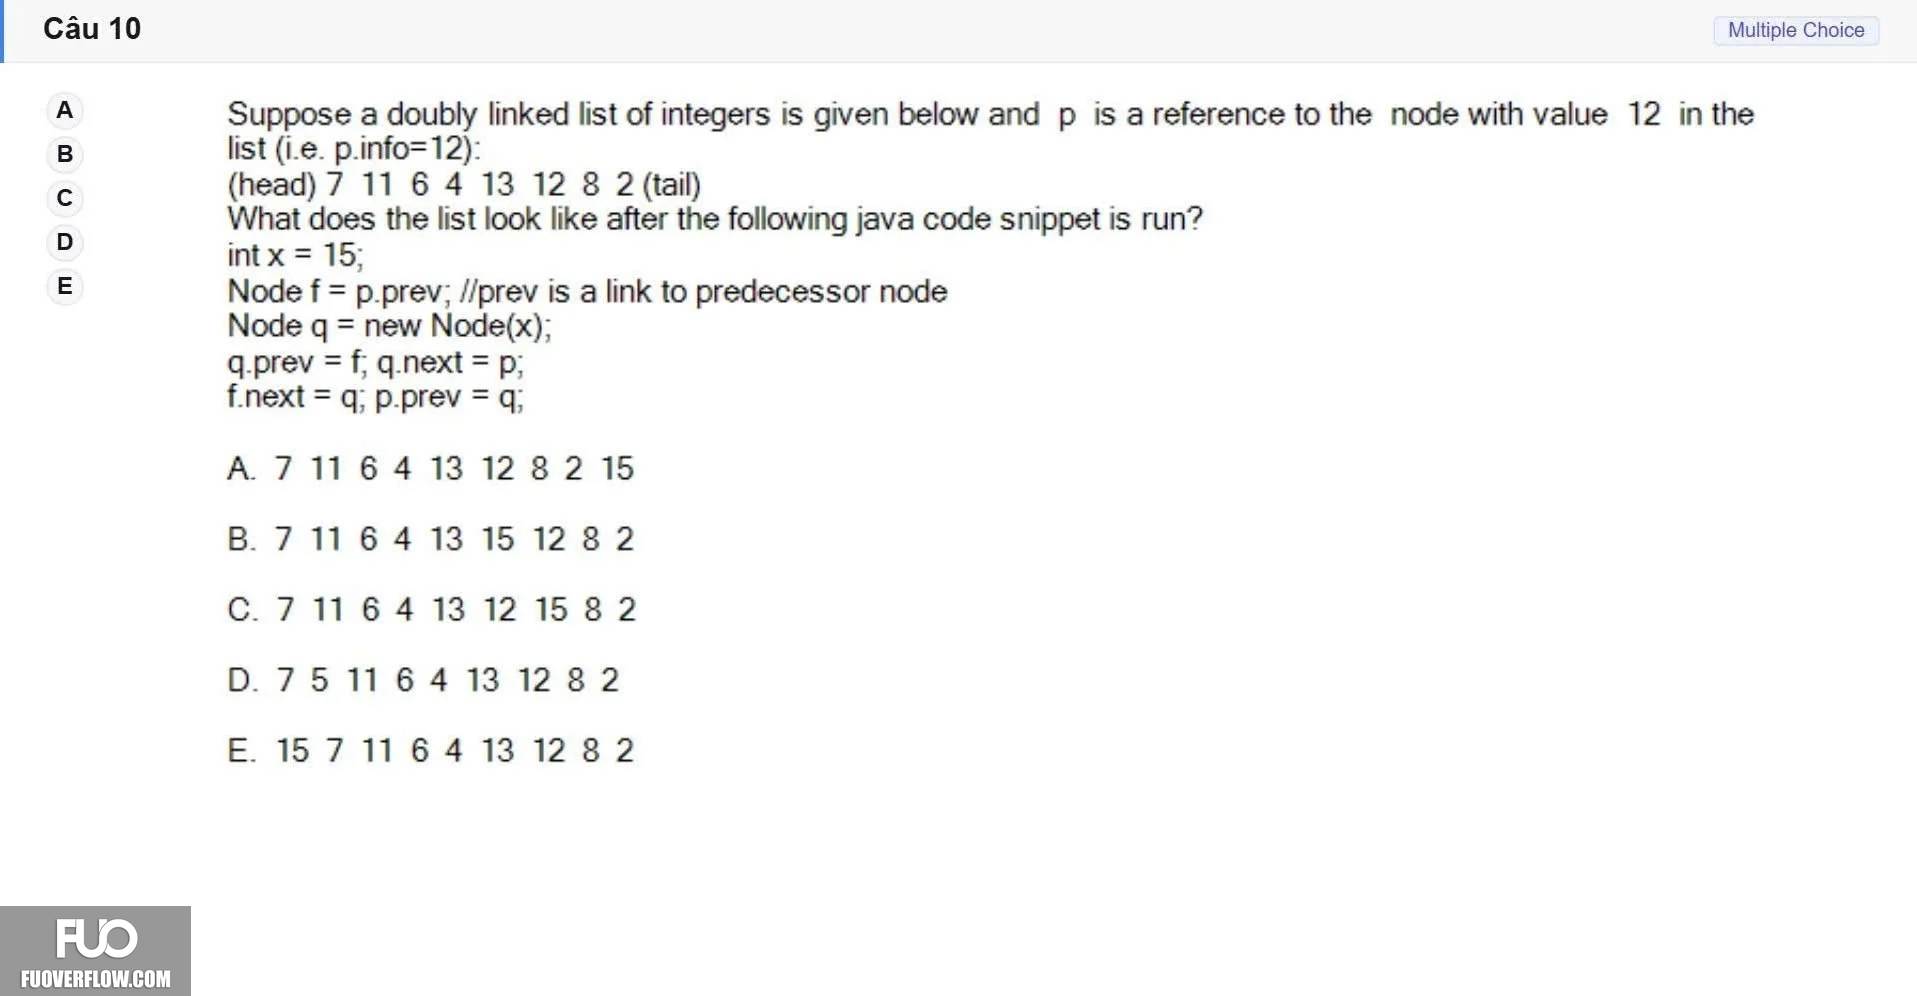 Câu 10
Multiple Choice
A
B
C
D
E
Suppose a doubly linked list of integers is given below and p is a reference to the node with value 12 in the
list (i.e. p.info=12):
(head) 7 11 6 4 13 12 8 2 (tail)
What does the list look like after the following java code snippet is run?
int x = 15;
Node f = p.prev; //prev is a link to predecessor node
Node q = new Node(x);
q.prev = f; q.next = p;
f.next = q; p.prev = q;
A. 7 11 6 4 13 12 8 2 15
B. 7 11 6 4 13 15 12 8 2
C. 7 11 6 4 13 12 15 8 2
D. 7 5 11 6 4 13 12 8 2
E. 15 7 11 6 4 13 12 8 2
FUO
FUOVERFLOW.COM